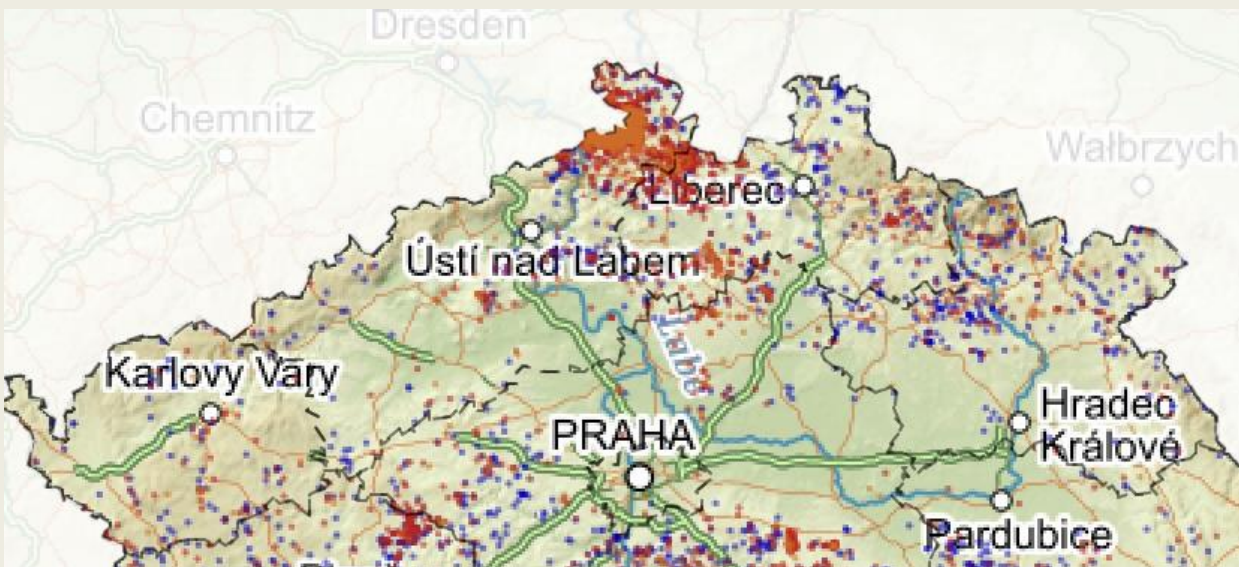 Dresden
Chemnitz
Wałbrzych
Liberec
Ústí nad Labem
Labe
Karlovy Vary
PRAHA
Hradec
Králové
Pardubice